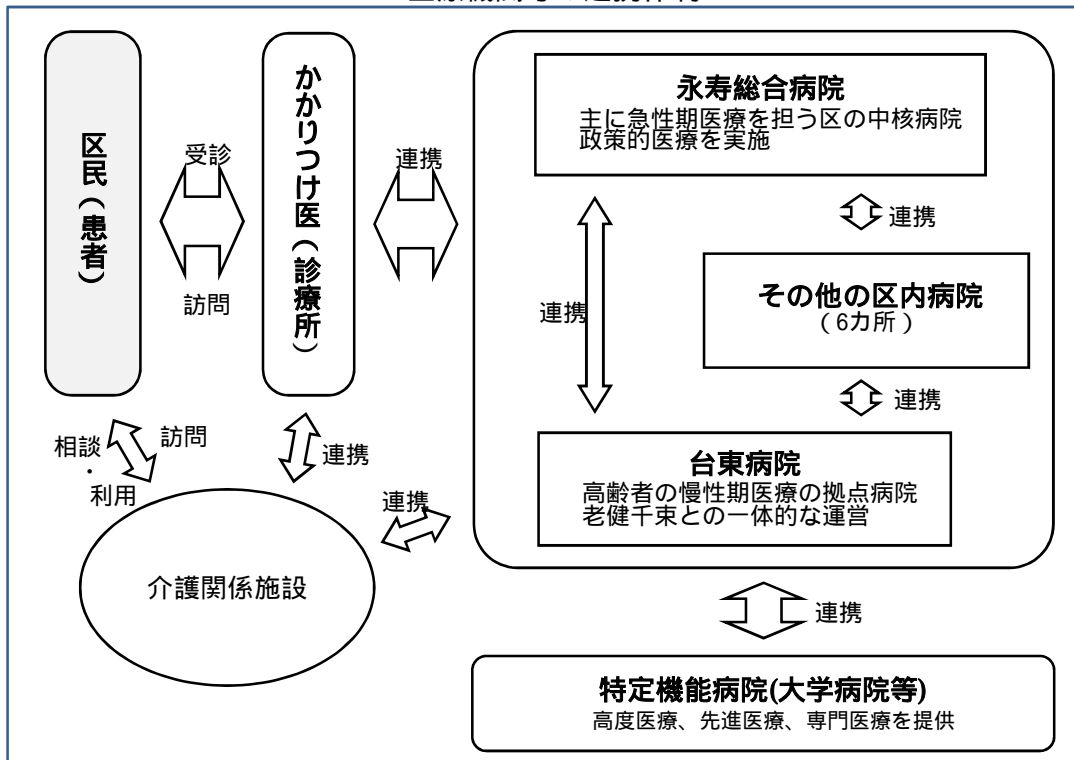 区民（患者）
受診
訪問
かかりつけ医（診療所）
連携
永寿総合病院
主に急性期医療を担う区の中核病院
政策的医療を実施
連携
連携
その他の区内病院
（6カ所）
連携
台東病院
高齢者の慢性期医療の拠点病院
老健千束との一体的な運営
相談
・
利用
訪問
連携
連携
介護関係施設
連携
特定機能病院(大学病院等)
高度医療、先進医療、専門医療を提供